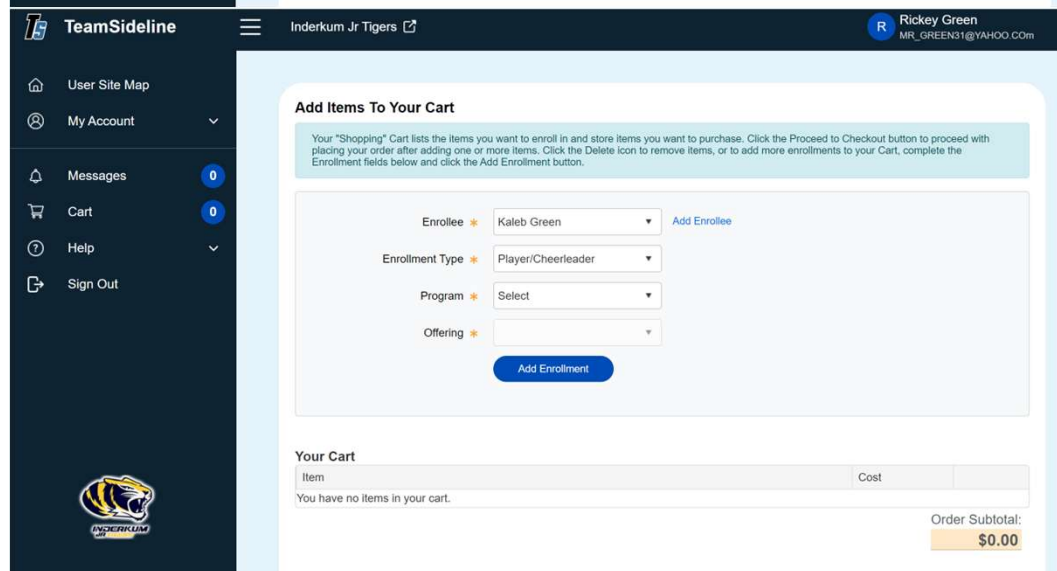 TeamSideline
Inderkum Jr Tigers
R
Rickey Green
MR_GREEN31@YAHOO.COm
User Site Map
My Account
Messages 0
Cart 0
Help
Sign Out
INDERKUM
JR
Add Items To Your Cart
Your "Shopping" Cart lists the items you want to enroll in and store items you want to purchase. Click the Proceed to Checkout button to proceed with
placing your order after adding one or more items. Click the Delete icon to remove items, or to add more enrollments to your Cart, complete the
Enrollment fields below and click the Add Enrollment button.
Enrollee * Kaleb Green Add Enrollee
Enrollment Type * Player/Cheerleader
Program * Select
Offering *
Add Enrollment
Your Cart
Item Cost
You have no items in your cart.
Order Subtotal:
$0.00